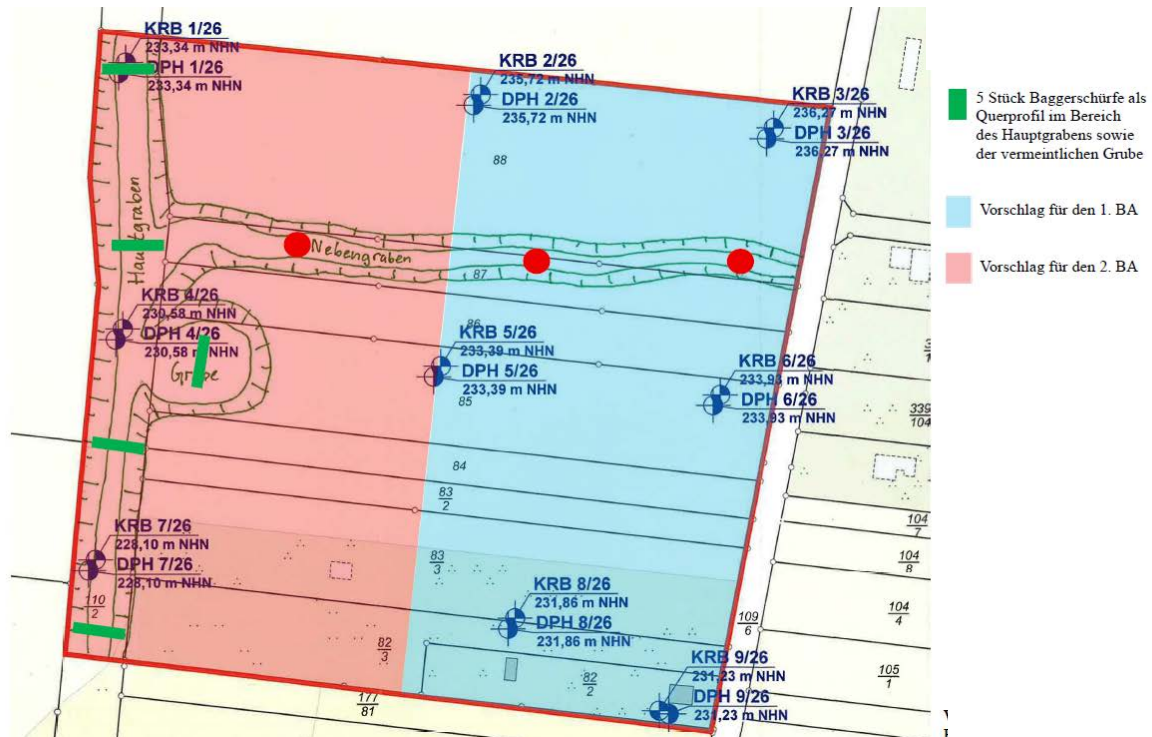 KRB 1/26
233,34 m NHN
DPH 1/26
233,34 m NHN
KRB 2/26
235,72 m NHN
DPH 2/26
235,72 m NHN
KRB 3/26
236,27 m NHN
DPH 3/26
236,27 m NHN
88
5 Stück Baggerschürfe als
Querprofil im Bereich
des Hauptgrabens sowie
der vermeintlichen Grube
Vorschlag für den 1. BA
Vorschlag für den 2. BA
Hauptgraben
Nebengraben
87
KRB 4/26
230,58 m NHN
DPH 4/26
230,58 m NHN
Grube
86
KRB 5/26
233,39 m NHN
DPH 5/26
233,39 m NHN
85
KRB 6/26
233,93 m NHN
DPH 6/26
233,93 m NHN
339
104
84
83
2
83
3
104
7
104
8
104
4
KRB 7/26
228,10 m NHN
DPH 7/26
228,10 m NHN
110
2
KRB 8/26
231,86 m NHN
DPH 8/26
231,86 m NHN
109
6
82
3
82
2
KRB 9/26
231,23 m NHN
DPH 9/26
231,23 m NHN
105
1
177
81